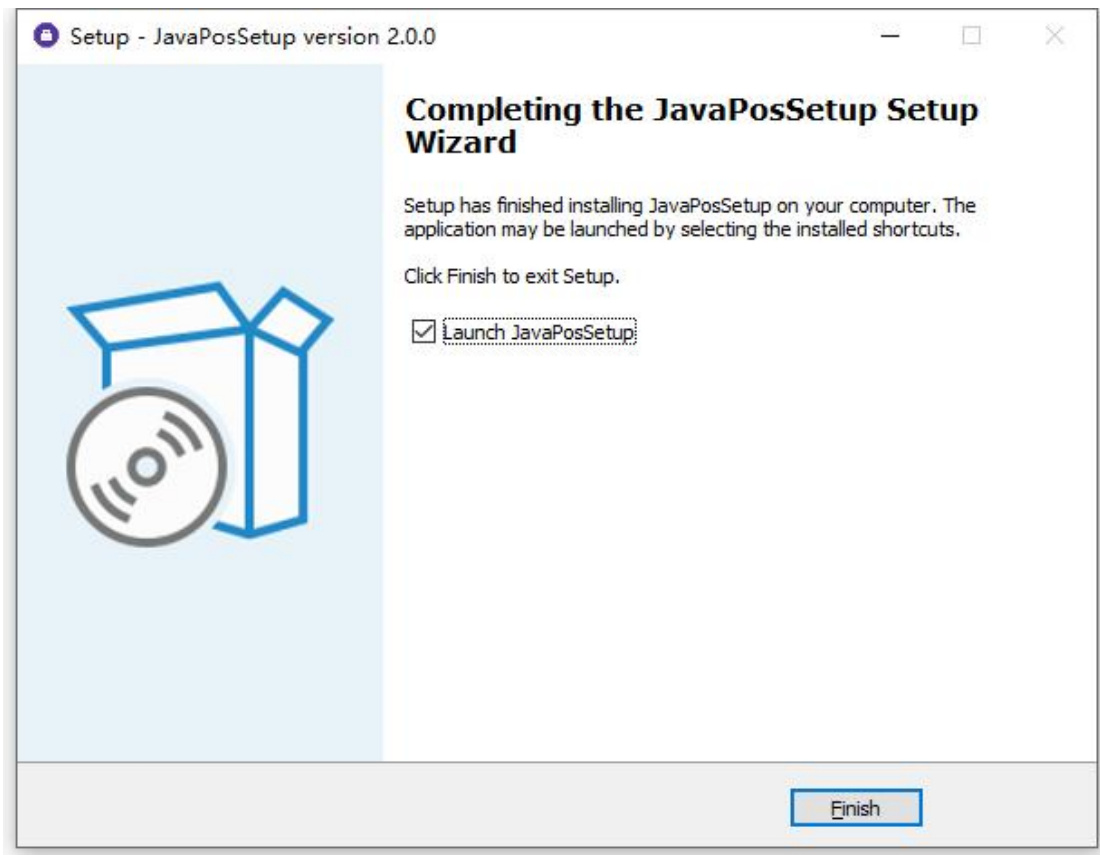 Setup - JavaPosSetup version 2.0.0
Completing the JavaPosSetup Setup
Wizard
Setup has finished installing JavaPosSetup on your computer. The
application may be launched by selecting the installed shortcuts.
Click Finish to exit Setup.
Launch JavaPosSetup
Finish